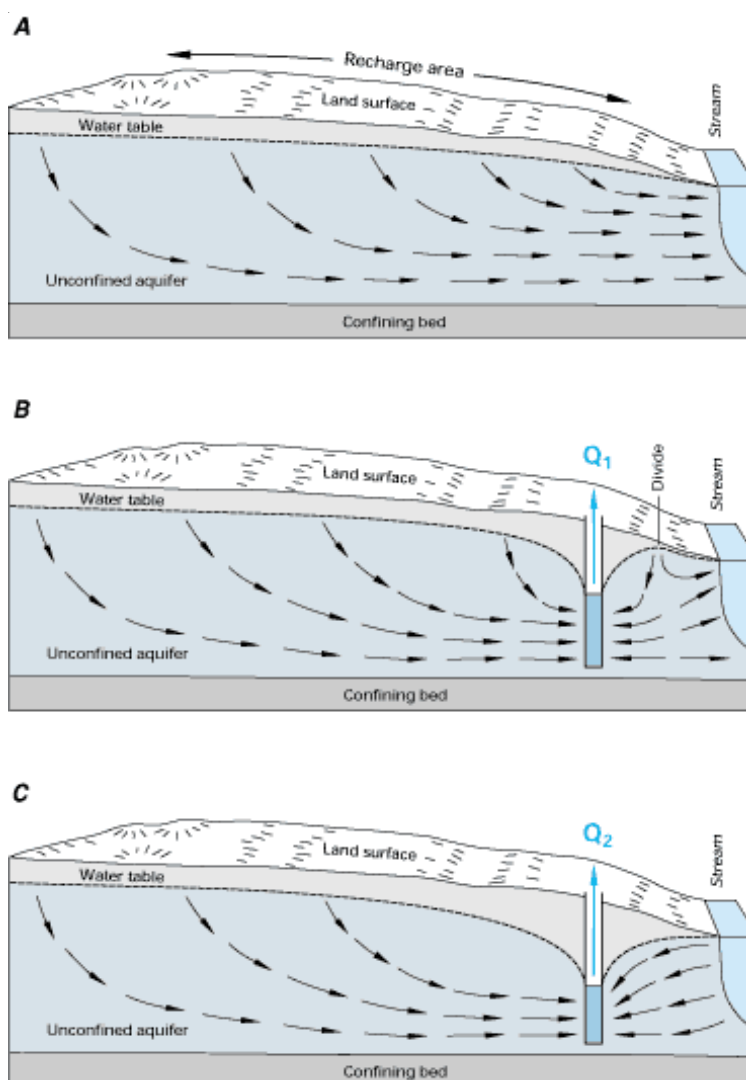 A
Recharge area
Land surface
Stream
Water table
Unconfined aquifer
Confining bed
B
Q1
Divide
Stream
Land surface
Water table
Unconfined aquifer
Confining bed
C
Q2
Stream
Land surface
Water table
Unconfined aquifer
Confining bed